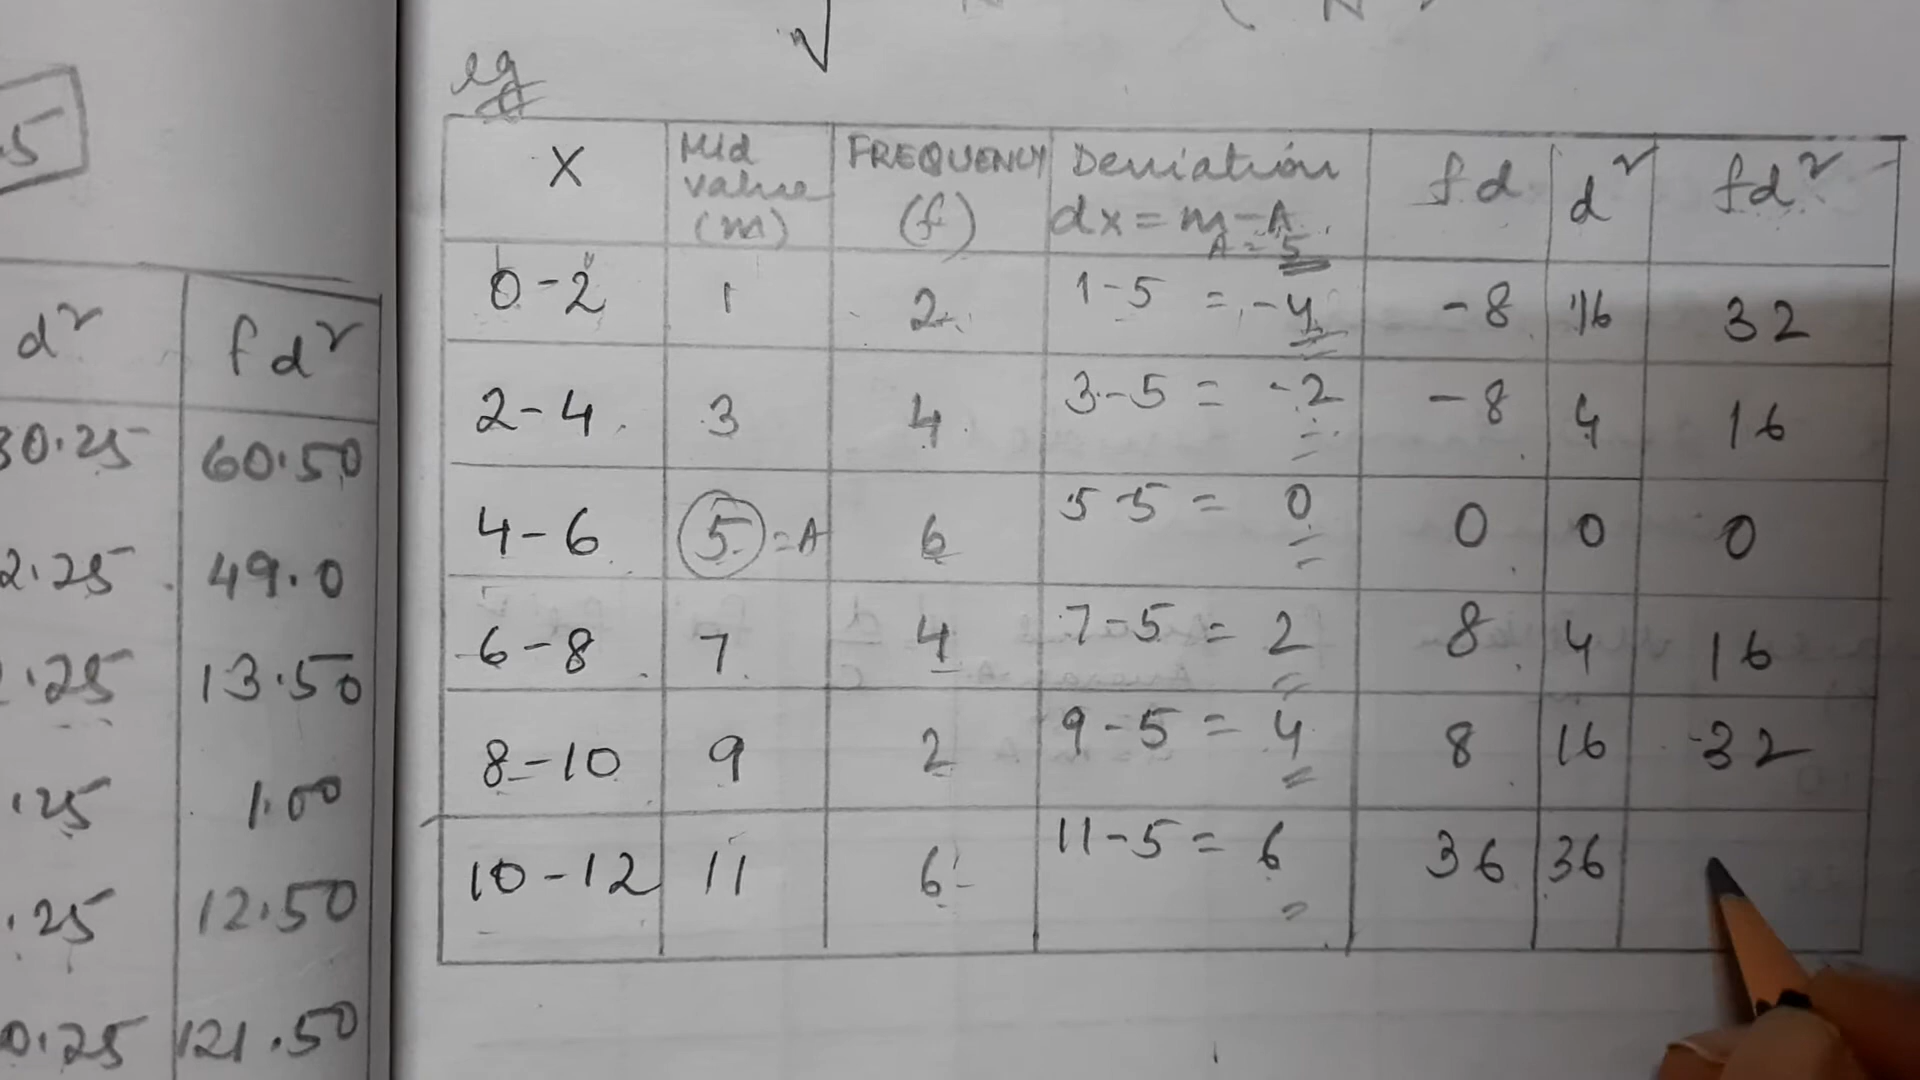 .5
d²
fd²
30.25
60.50
2.25
49.0
.25
13.50
.25
1.00
.25
12.50
0.25
121.50
eg
X
Mid value (m)
FREQUENCY (f)
Deviation dx = m - A
A = 5
fd
d²
fd²
0 - 2
1
2
1 - 5 = -4
-8
16
32
2 - 4
3
4
3 - 5 = -2
-8
4
16
4 - 6
5 = A
6
5 - 5 = 0
0
0
0
6 - 8
7
4
7 - 5 = 2
8
4
16
8 - 10
9
2
9 - 5 = 4
8
16
32
10 - 12
11
6
11 - 5 = 6
36
36